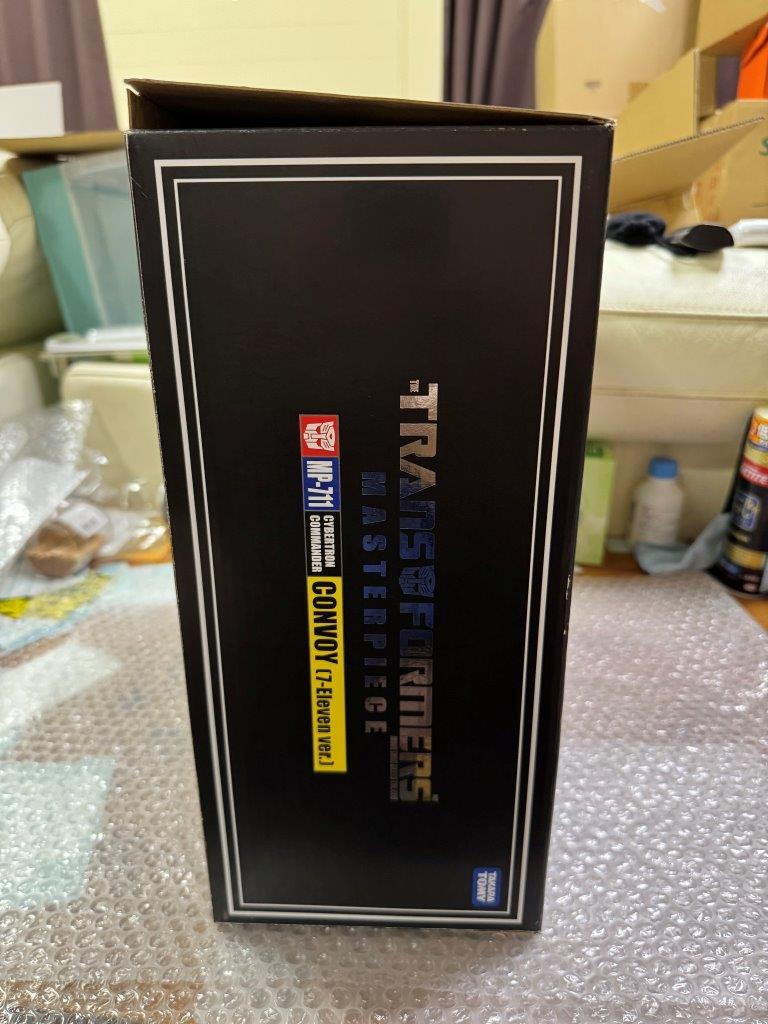 THE
TRANSFORMERS
MASTERPIECE
MP-711
CYBERTRON
COMMANDER
CONVOY (7-Eleven ver.)
TAKARA
TOMY